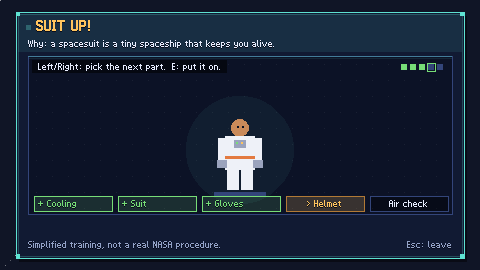 SUIT UP!
Why: a spacesuit is a tiny spaceship that keeps you alive.
Left/Right: pick the next part. E: put it on.
+ Cooling
+ Suit
+ Gloves
> Helmet
Air check
Simplified training, not a real NASA procedure.
Esc: leave